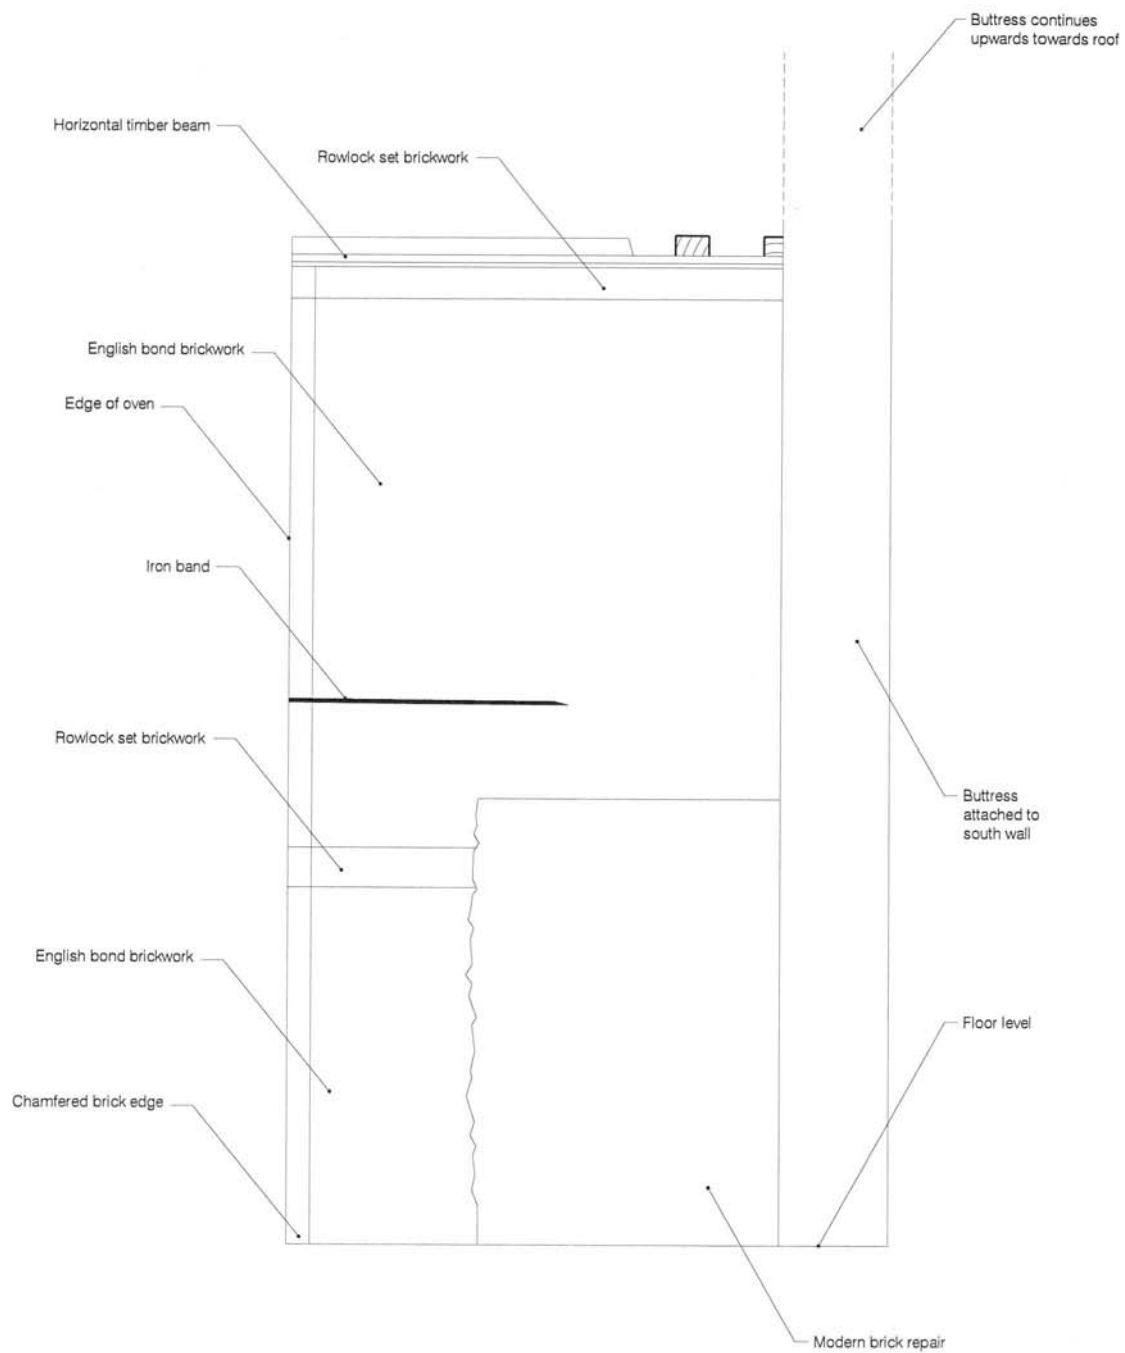 Buttress continues
upwards towards roof
Horizontal timber beam
Rowlock set brickwork
English bond brickwork
Edge of oven
Iron band
Rowlock set brickwork
Buttress
attached to
south wall
English bond brickwork
Floor level
Chamfered brick edge
Modern brick repair